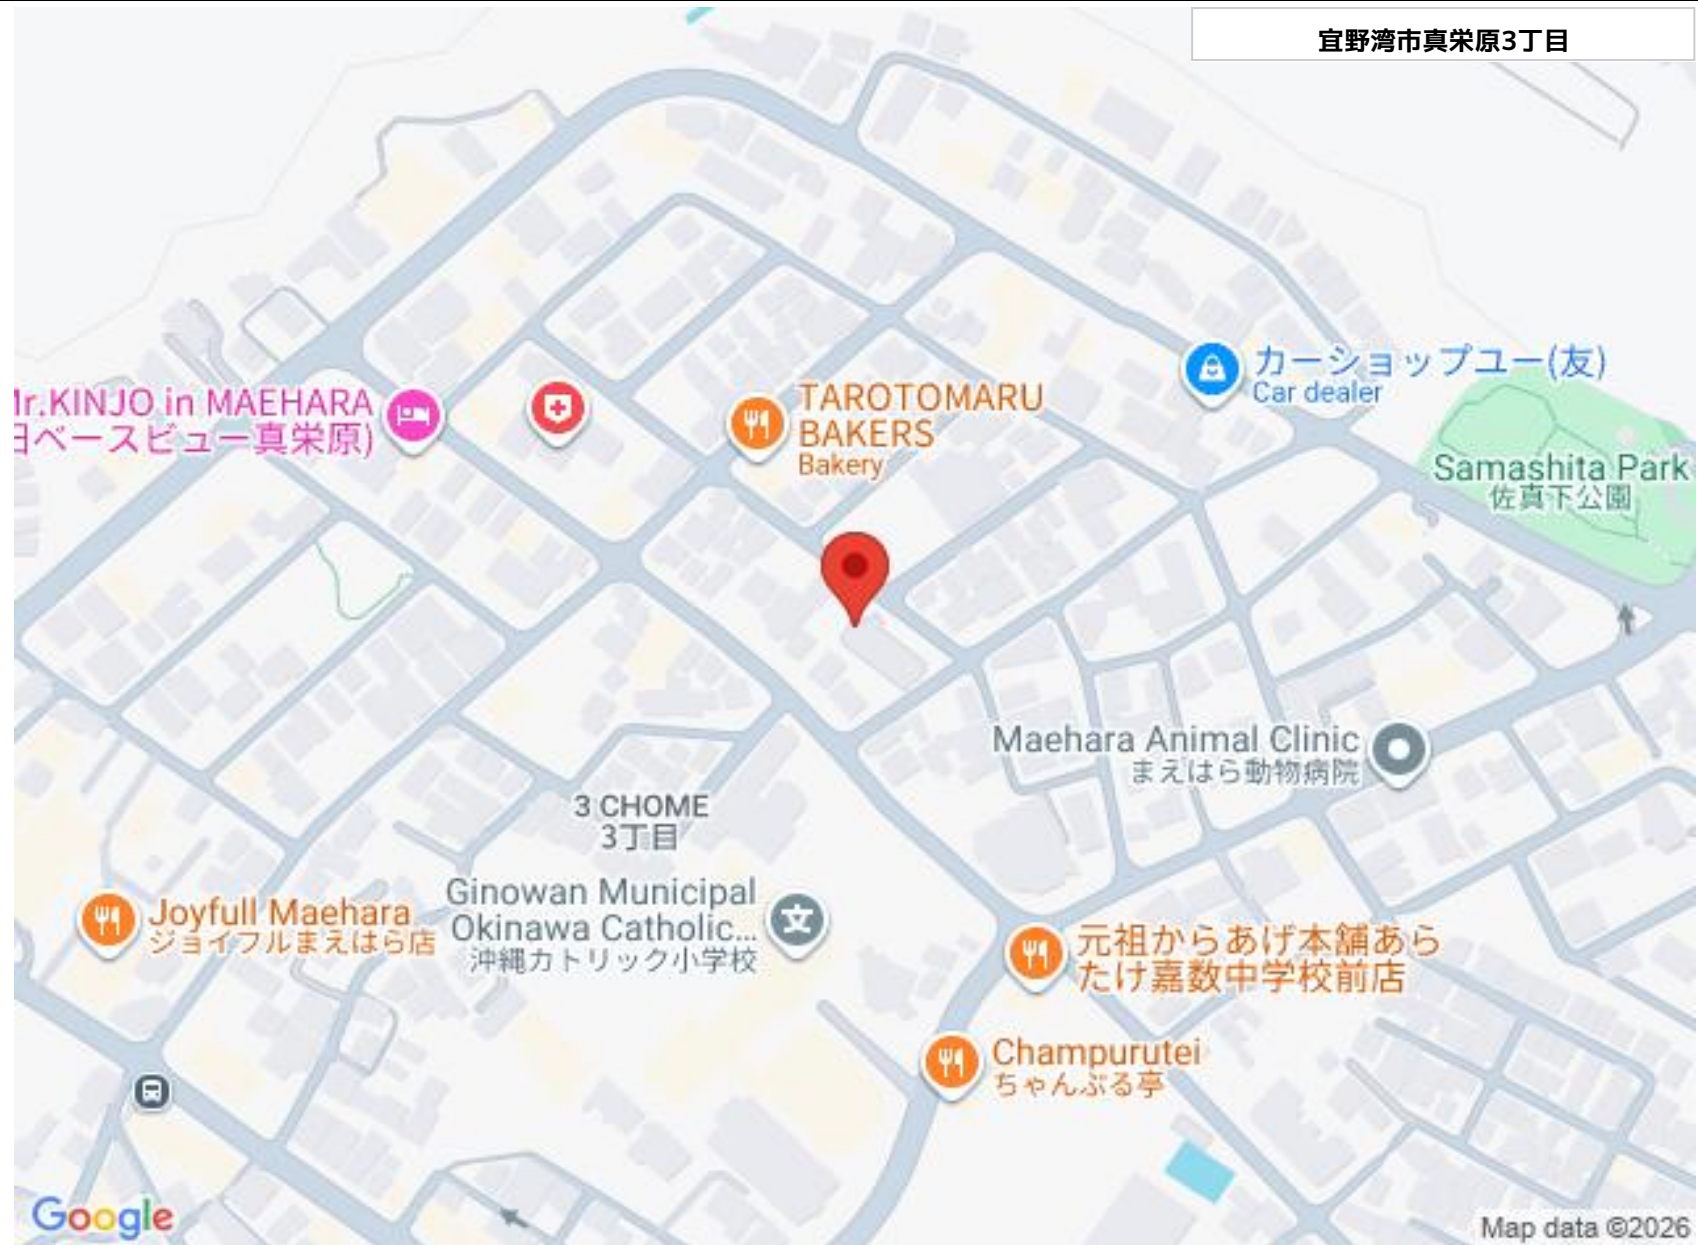 宜野湾市真栄原3丁目
カーショップユー(友)
Car dealer
Mr.KINJO in MAEHARA
旧ベースビュー真栄原)
TAROTOMARU
BAKERS
Bakery
Samashita Park
佐真下公園
Maehara Animal Clinic
まえはら動物病院
3 CHOME
3丁目
Joyfull Maehara
ジョイフルまえはら店
Ginowan Municipal
Okinawa Catholic...
沖縄カトリック小学校
文
元祖からあげ本舗あら
たけ嘉数中学校前店
Champurutei
ちゃんぷる亭
Google
Map data ©2026